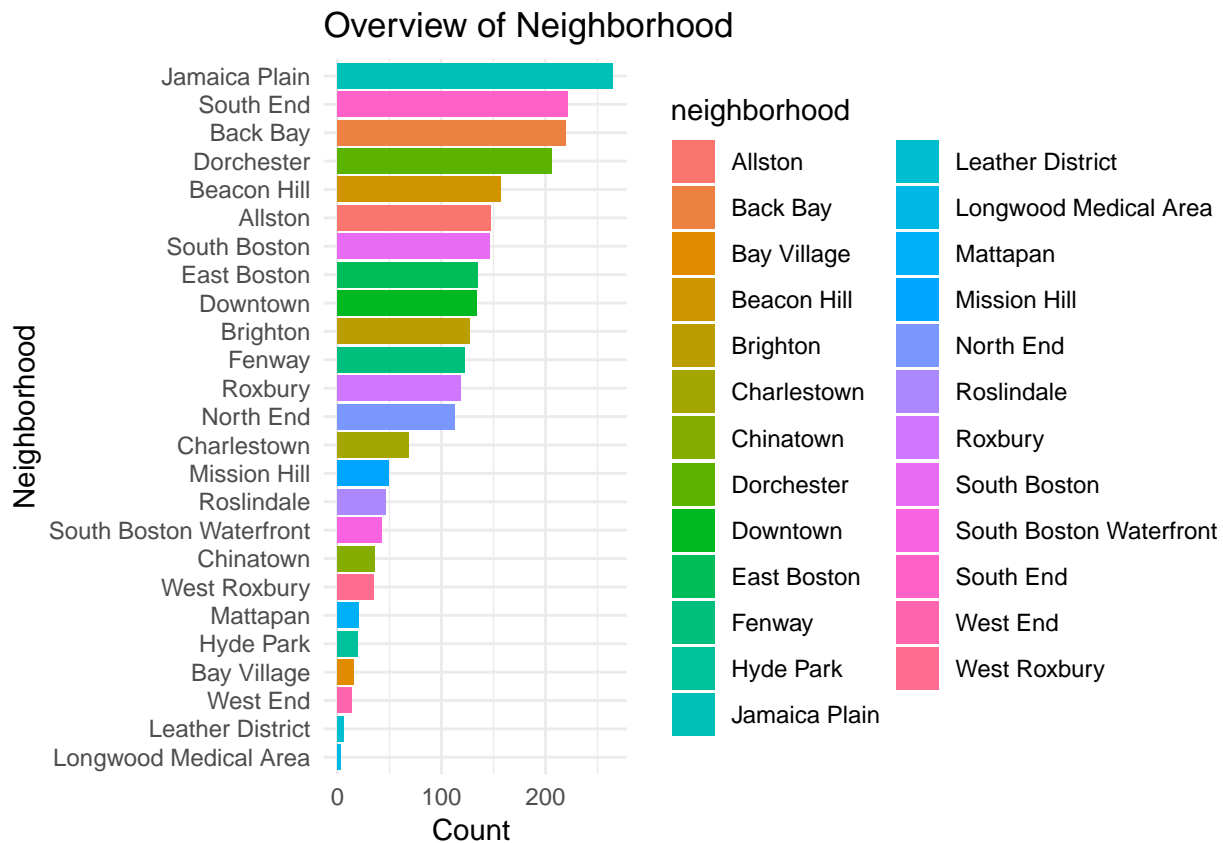 Overview of Neighborhood
Neighborhood
Jamaica Plain
South End
Back Bay
Dorchester
Beacon Hill
Allston
South Boston
East Boston
Downtown
Brighton
Fenway
Roxbury
North End
Charlestown
Mission Hill
Roslindale
South Boston Waterfront
Chinatown
West Roxbury
Mattapan
Hyde Park
Bay Village
West End
Leather District
Longwood Medical Area
0 100 200
Count
neighborhood
Allston
Back Bay
Bay Village
Beacon Hill
Brighton
Charlestown
Chinatown
Dorchester
Downtown
East Boston
Fenway
Hyde Park
Jamaica Plain
Leather District
Longwood Medical Area
Mattapan
Mission Hill
North End
Roslindale
Roxbury
South Boston
South Boston Waterfront
South End
West End
West Roxbury